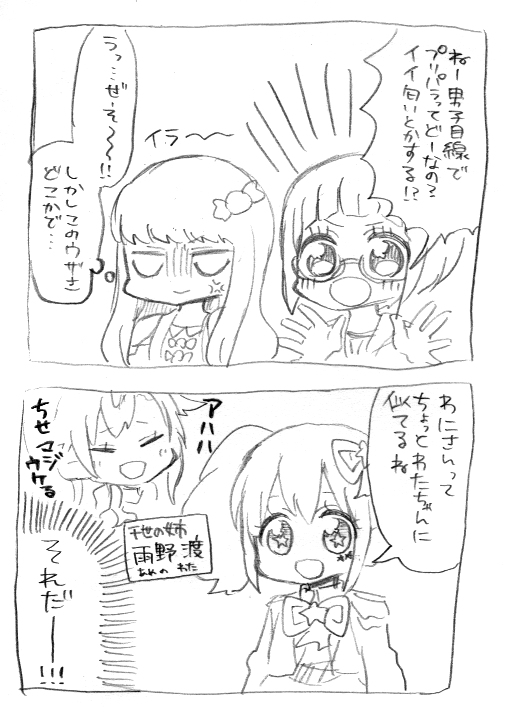 ねー男子目線で
プリパラってどーなの?
イイ匂いとかする!?
イラ〜〜
うっっぜーぞ〜〜!!
しかしこのウザさ
どこかで…
わにさんって
ちょっとわたちゃんに
似てるね
アハハ
ちせマジ
ウケる
千世の姉
雨野 渡
あめの わた
それだーー!!!